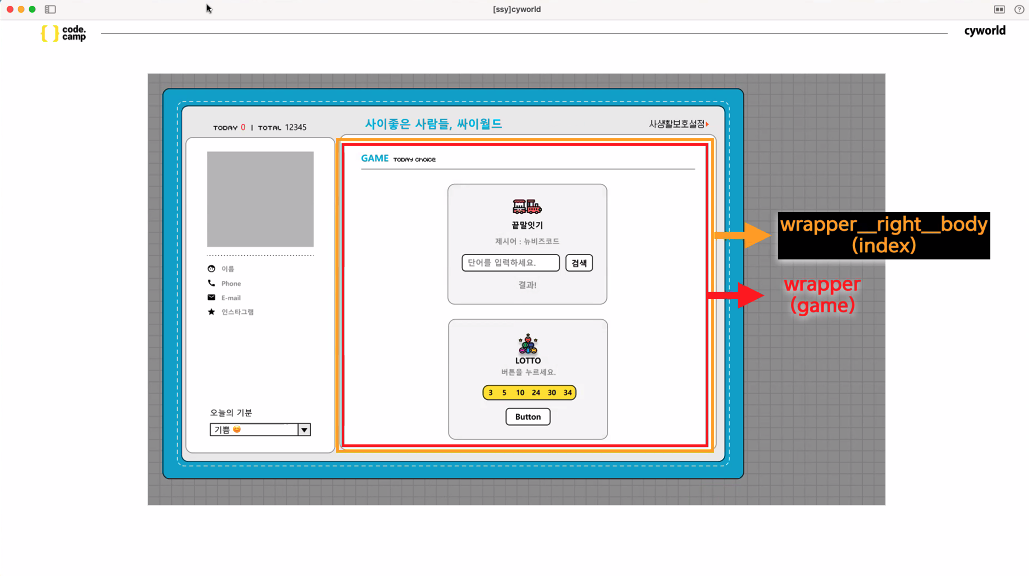 [ssy]cyworld
{ } code.
camp
cyworld
TODAY 0 | TOTAL 12345
사이좋은 사람들, 싸이월드
사생활보호설정
GAME TODAY CHOICE
끝말잇기
제시어 : 뉴비즈코드
단어를 입력하세요. 검색
결과!
이름
Phone
E-mail
인스타그램
LOTTO
버튼을 누르세요.
3 5 10 24 30 34
Button
오늘의 기분
기쁨
wrapper__right__body
(index)
wrapper
(game)